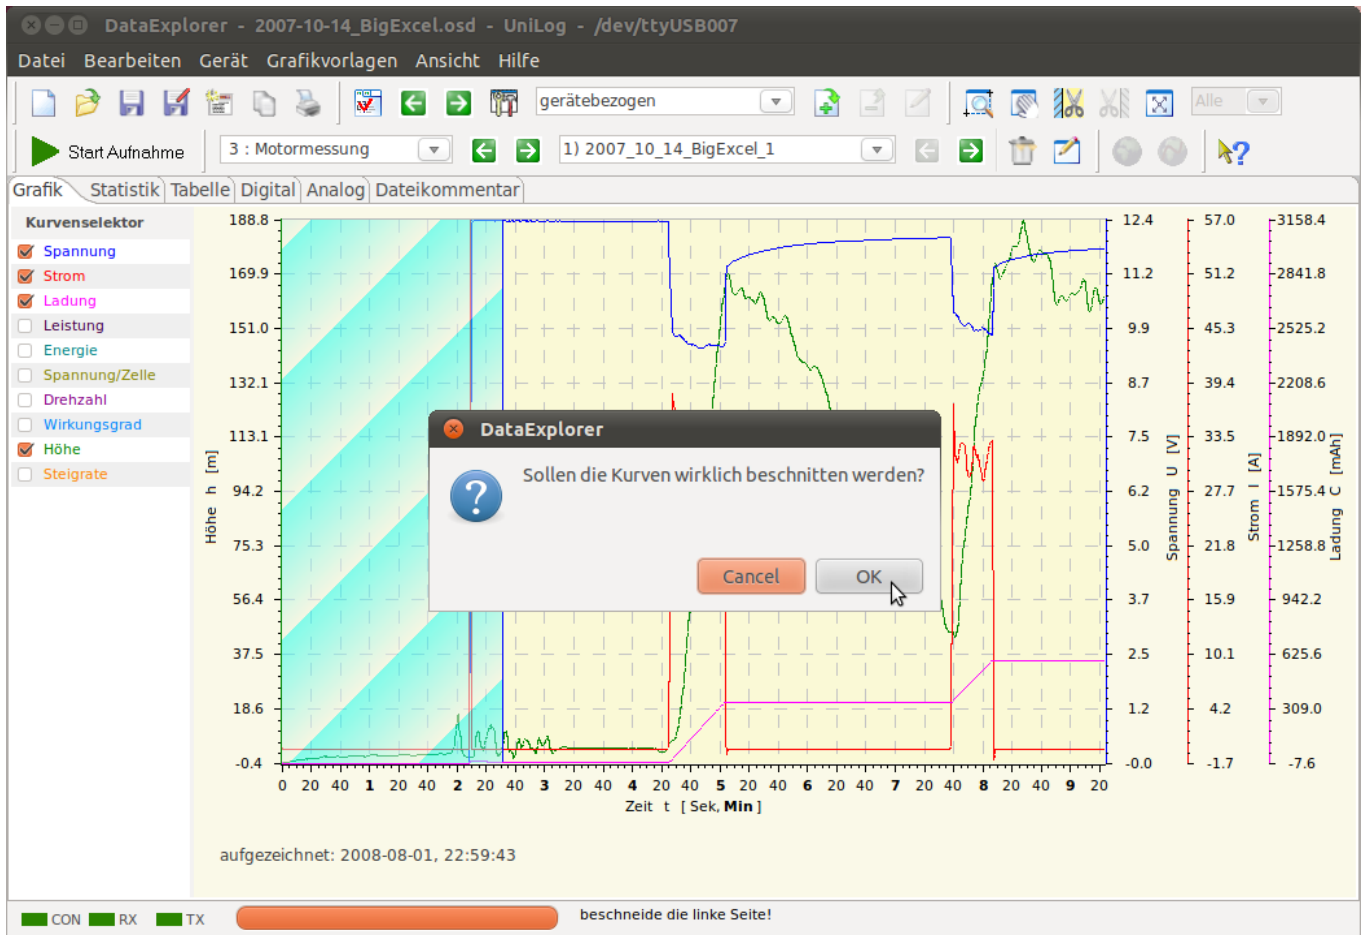 DataExplorer - 2007-10-14_BigExcel.osd - UniLog - /dev/ttyUSB007
Datei Bearbeiten Gerät Grafikvorlagen Ansicht Hilfe
gerätebezogen
Alle
Start Aufnahme
3 : Motormessung
1) 2007_10_14_BigExcel_1
Grafik Statistik Tabelle Digital Analog Dateikommentar
Kurvenselektor
Spannung
Strom
Ladung
Leistung
Energie
Spannung/Zelle
Drehzahl
Wirkungsgrad
Höhe
Steigrate
Höhe h [m]
188.8
169.9
151.0
132.1
113.1
94.2
75.3
56.4
37.5
18.6
-0.4
DataExplorer
?
Sollen die Kurven wirklich beschnitten werden?
Cancel OK
12.4
11.2
9.9
8.7
7.5
6.2
5.0
3.7
2.5
1.2
-0.0
Spannung U [V]
57.0
51.2
45.3
39.4
33.5
27.7
21.8
15.9
10.1
4.2
-1.7
Strom I [A]
3158.4
2841.8
2525.2
2208.6
1892.0
1575.4
1258.8
942.2
625.6
309.0
-7.6
Ladung C [mAh]
0 20 40 1 20 40 2 20 40 3 20 40 4 20 40 5 20 40 6 20 40 7 20 40 8 20 40 9 20
Zeit t [ Sek, Min ]
aufgezeichnet: 2008-08-01, 22:59:43
CON RX TX
beschneide die linke Seite!